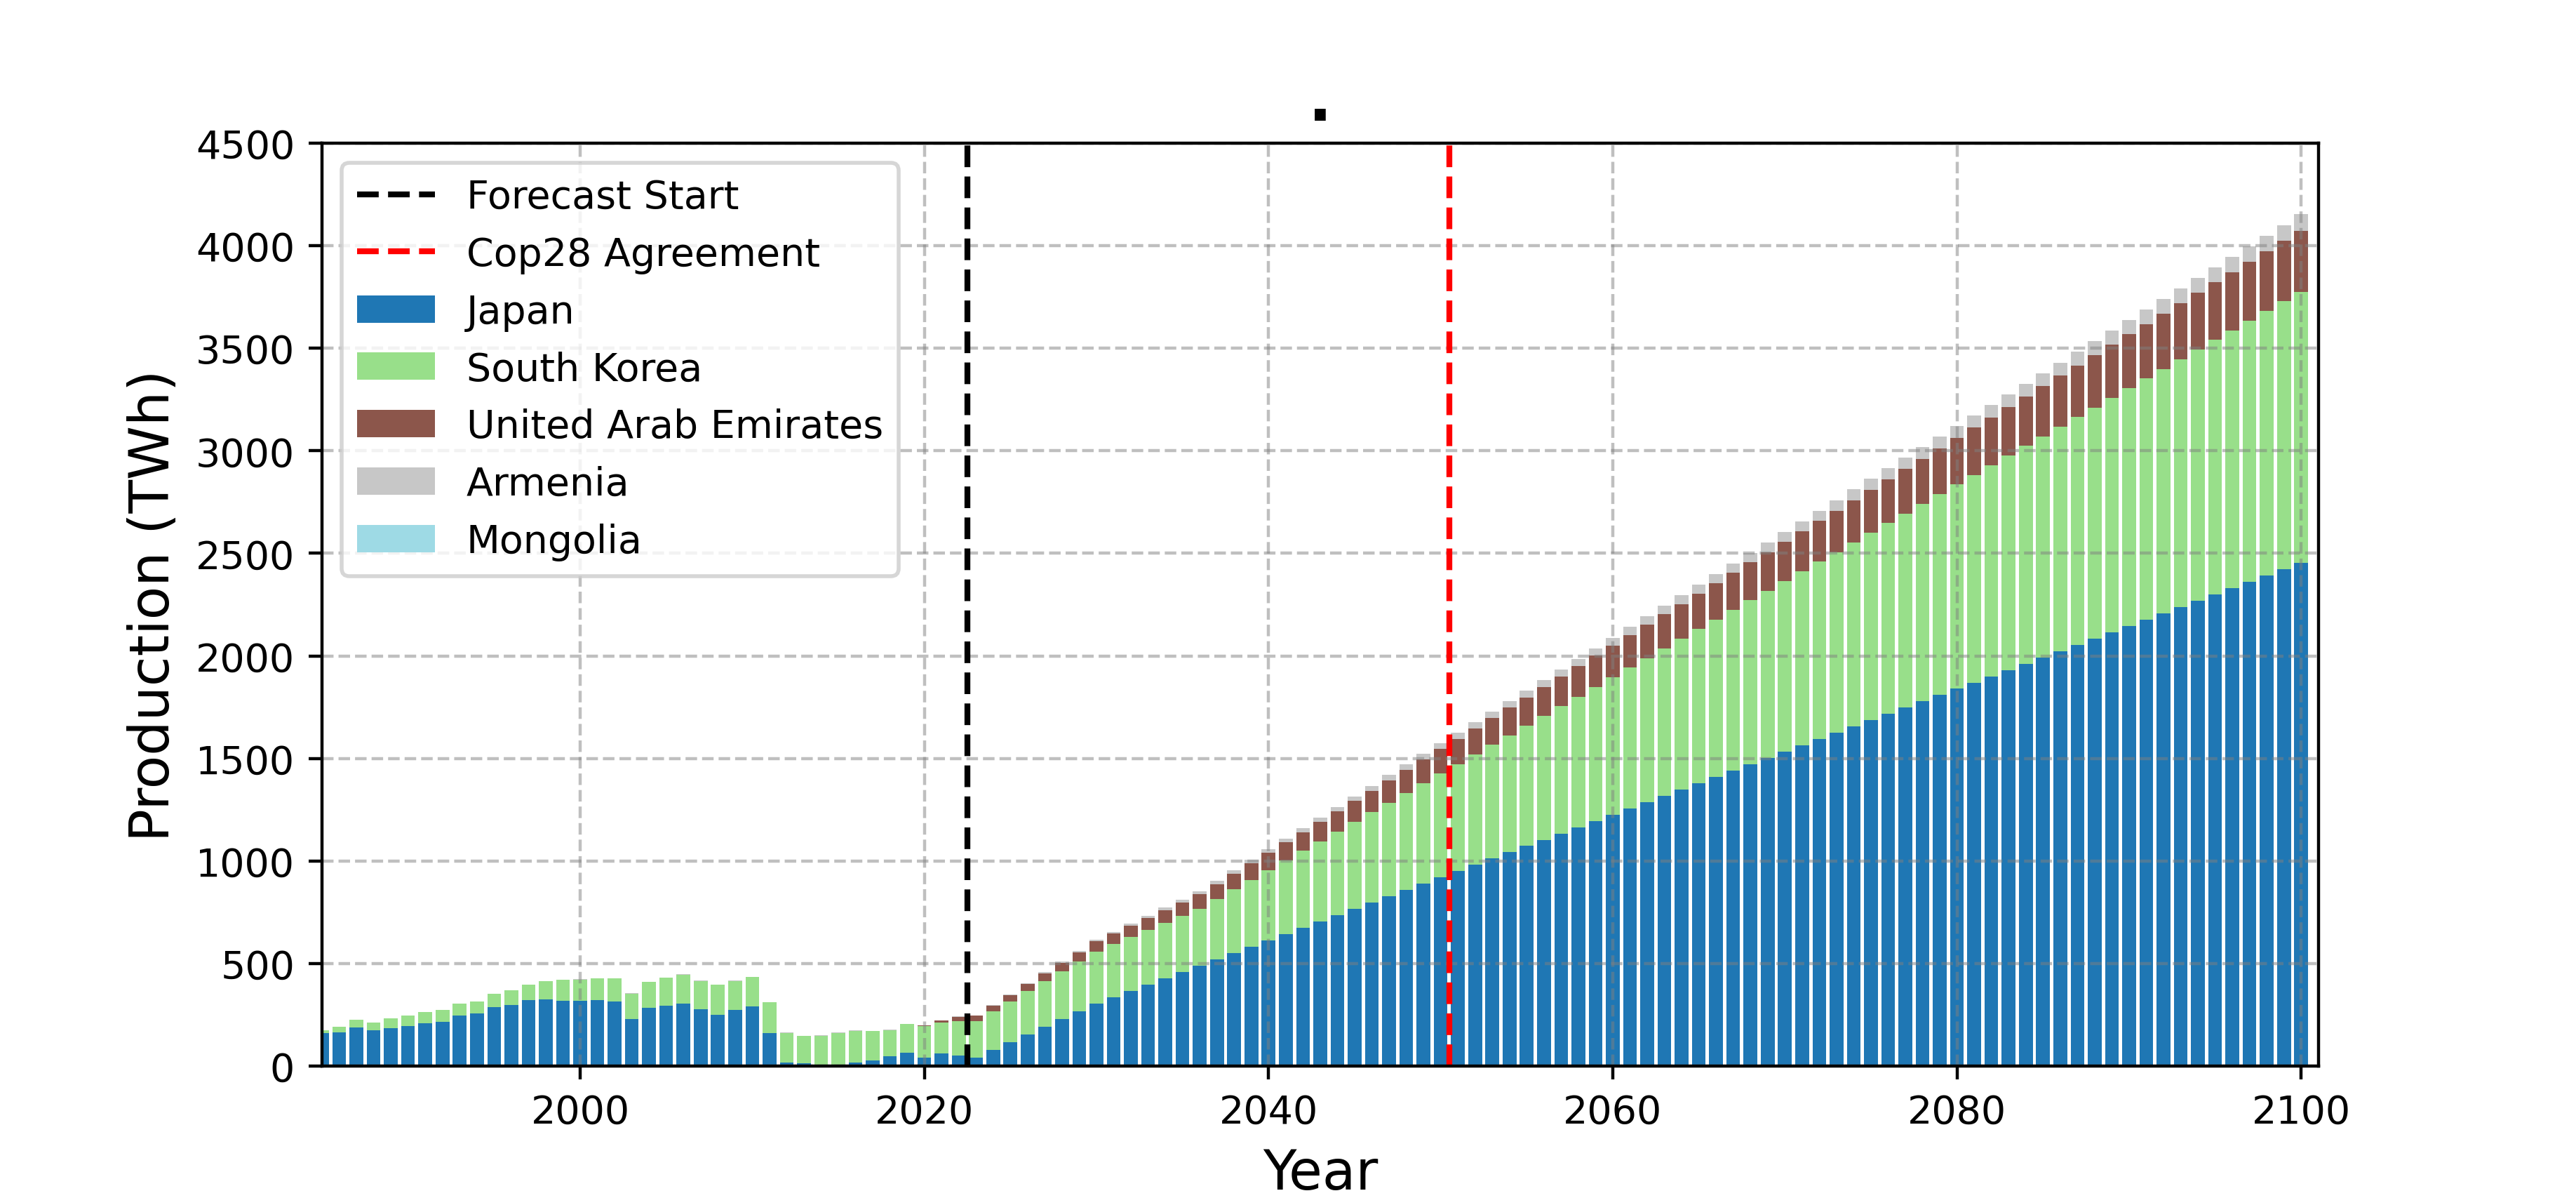 .
4500
4000
3500
3000
2500
2000
1500
1000
500
0
Production (TWh)
Forecast Start
Cop28 Agreement
Japan
South Korea
United Arab Emirates
Armenia
Mongolia
2000 2020 2040 2060 2080 2100
Year